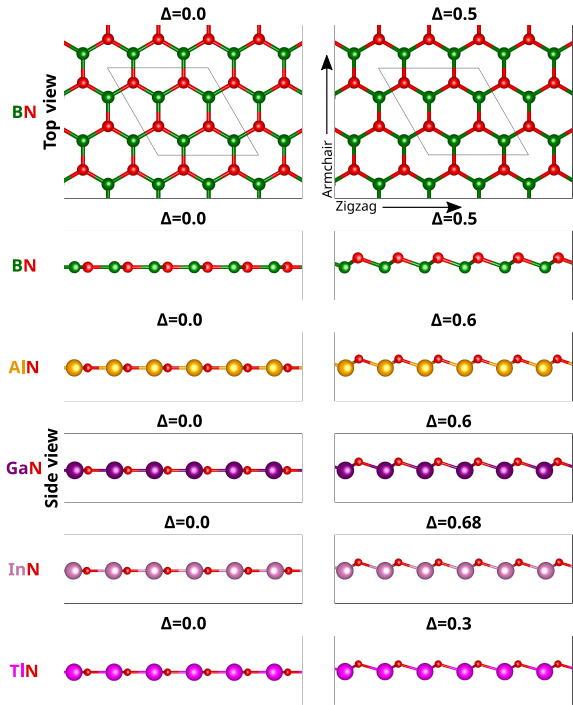 Δ=0.0 Δ=0.5
BN
Top view
Armchair
Zigzag
Δ=0.0 Δ=0.5
BN
Δ=0.0 Δ=0.6
AlN
Δ=0.0 Δ=0.6
GaN
Side view
Δ=0.0 Δ=0.68
InN
Δ=0.0 Δ=0.3
TlN